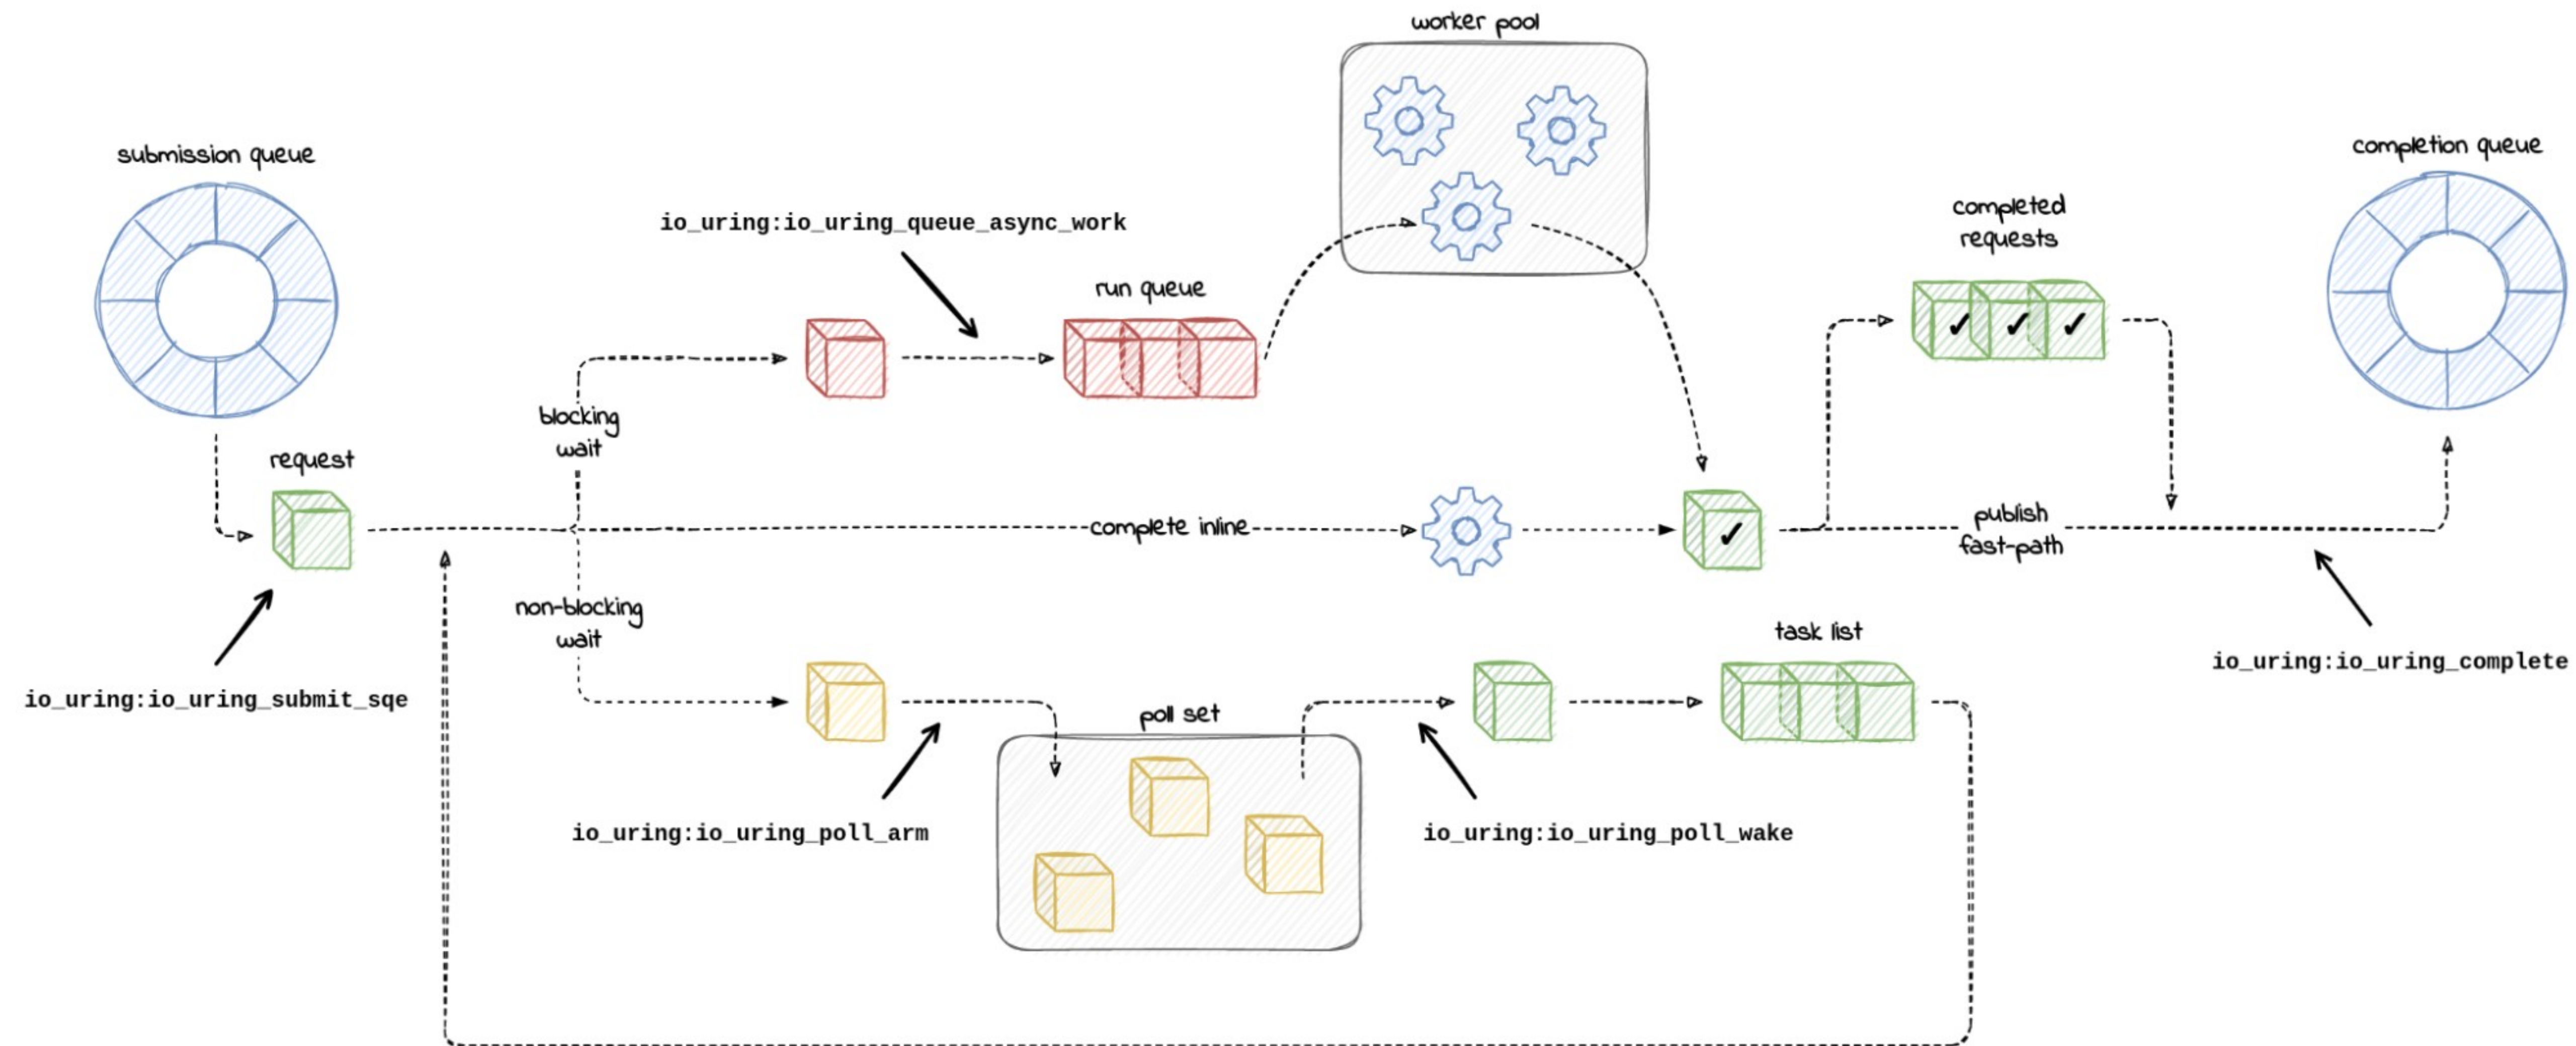 worker pool
submission queue
completion queue
completed
requests
io_uring:io_uring_queue_async_work
run queue
blocking
wait
request
complete inline
publish
fast-path
non-blocking
wait
task list
io_uring:io_uring_submit_sqe
io_uring:io_uring_complete
poll set
io_uring:io_uring_poll_arm
io_uring:io_uring_poll_wake